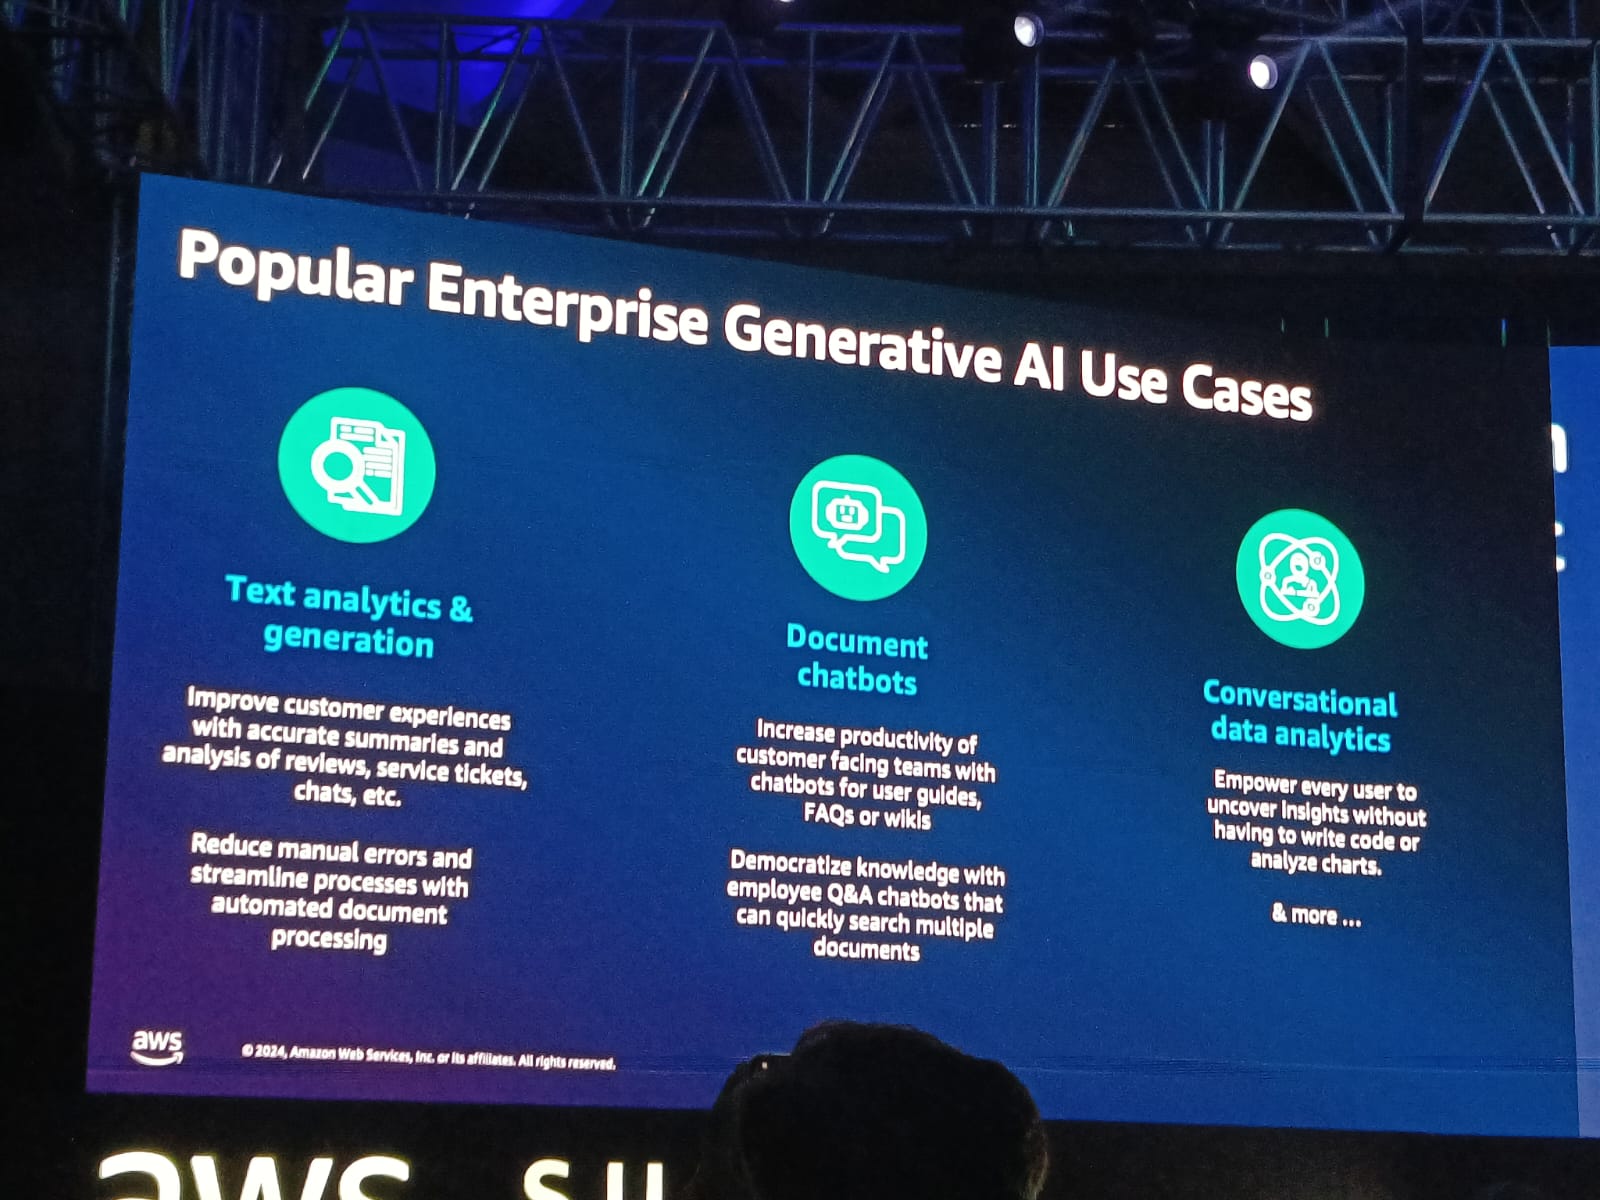 Popular Enterprise Generative AI Use Cases
Text analytics &
generation
Improve customer experiences
with accurate summaries and
analysis of reviews, service tickets,
chats, etc.
Reduce manual errors and
streamline processes with
automated document
processing
Document
chatbots
Increase productivity of
customer facing teams with
chatbots for user guides,
FAQs or wikis
Democratize knowledge with
employee Q&A chatbots that
can quickly search multiple
documents
Conversational
data analytics
Empower every user to
uncover insights without
having to write code or
analyze charts.
& more ...
aws
© 2024, Amazon Web Services, Inc. or its affiliates. All rights reserved.
aws